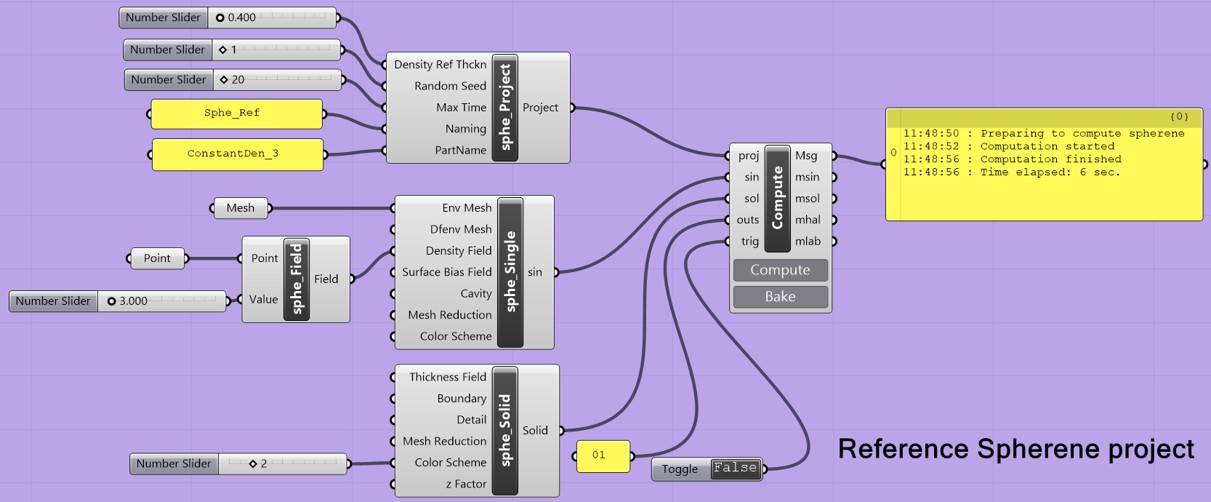 Number Slider 0.400
Number Slider 1
Number Slider 20
Sphe_Ref
ConstantDen_3
Density Ref Thckn
Random Seed
Max Time
Naming
PartName
sphe_Project
Project
Mesh
Point
Number Slider 3.000
Point
Value
sphe_Field
Field
Env Mesh
Dfenv Mesh
Density Field
Surface Bias Field
Cavity
Mesh Reduction
Color Scheme
sphe_Single
sin
Number Slider 2
Thickness Field
Boundary
Detail
Mesh Reduction
Color Scheme
z Factor
sphe_Solid
Solid
01
Toggle False
proj
sin
sol
outs
trig
Compute
Msg
msin
msol
mhal
mlab
Compute
Bake
{0}
0
11:48:50 : Preparing to compute spherene
11:48:52 : Computation started
11:48:56 : Computation finished
11:48:56 : Time elapsed: 6 sec.
Reference Spherene project